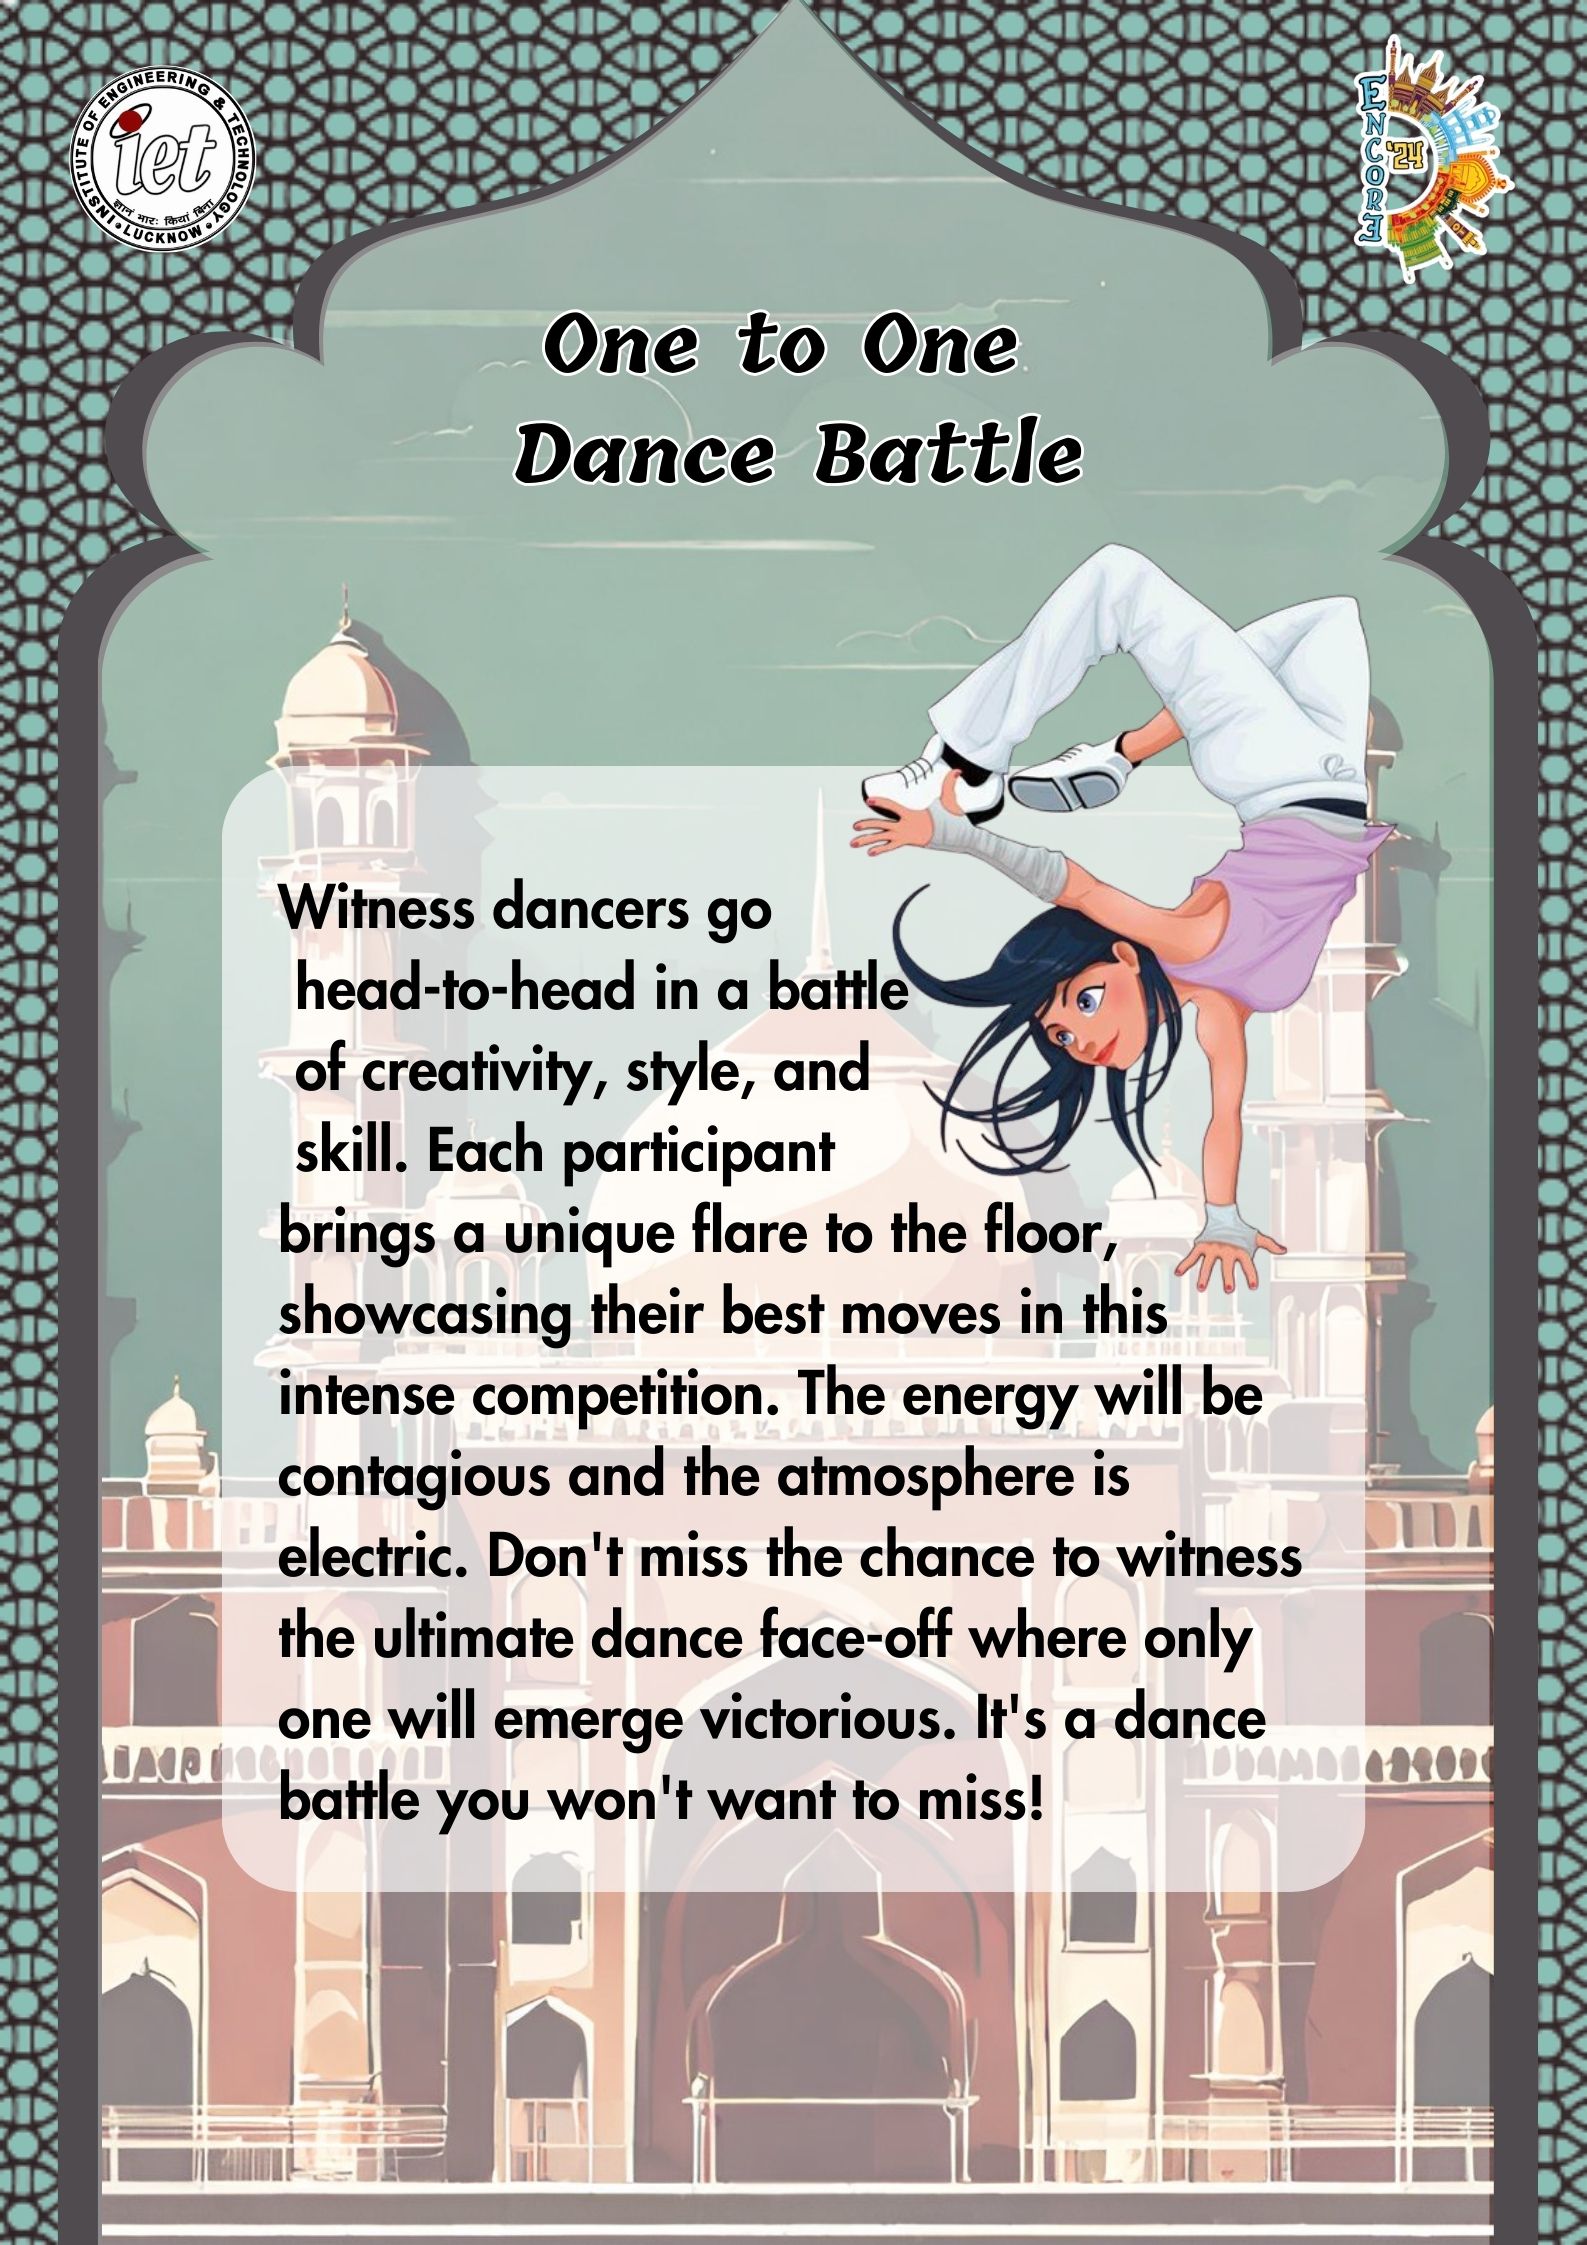 INSTITUTE OF ENGINEERING & TECHNOLOGY
iet
LUCKNOW
ENCORE
'24
One to One
Dance Battle
Witness dancers go
head-to-head in a battle
of creativity, style, and
skill. Each participant
brings a unique flare to the floor,
showcasing their best moves in this
intense competition. The energy will be
contagious and the atmosphere is
electric. Don't miss the chance to witness
the ultimate dance face-off where only
one will emerge victorious. It's a dance
battle you won't want to miss!